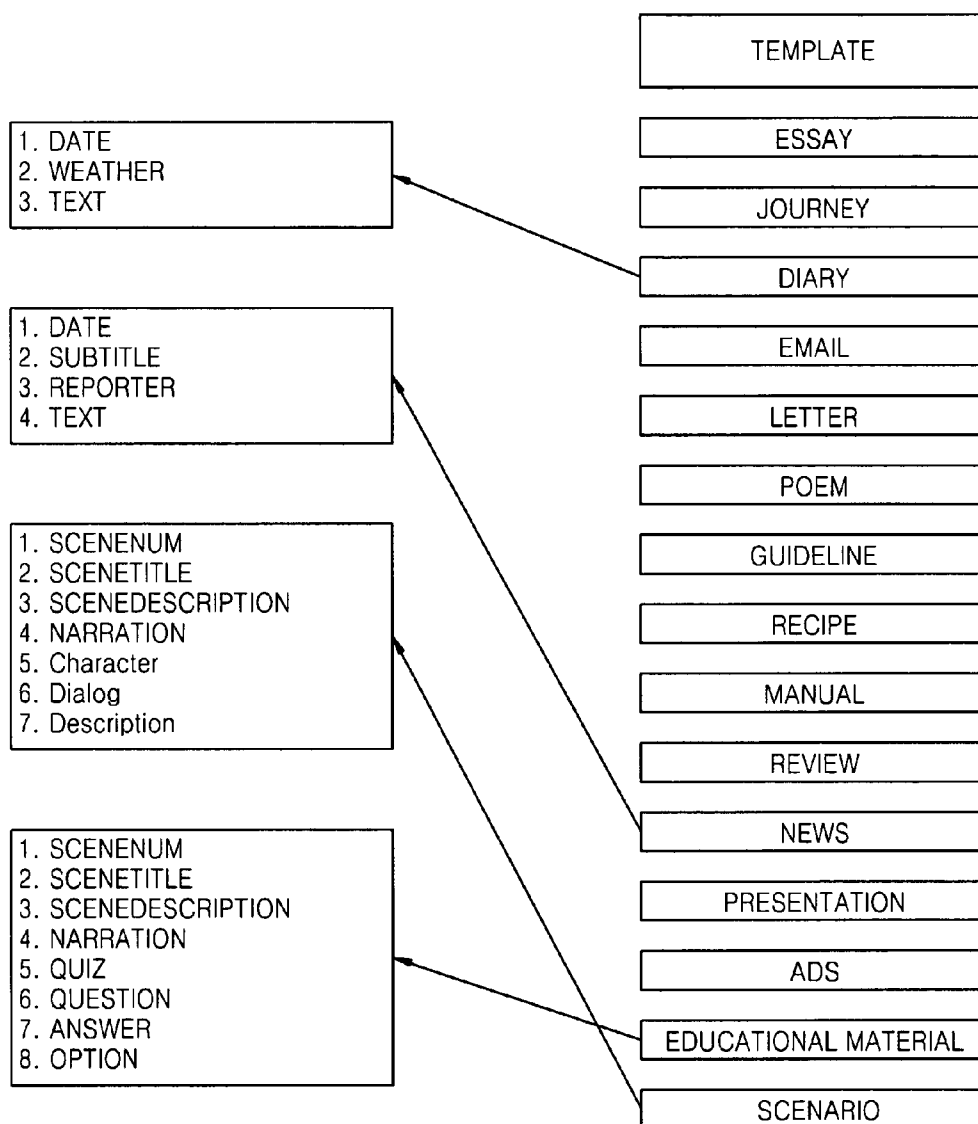 TEMPLATE
ESSAY
JOURNEY
DIARY
EMAIL
LETTER
POEM
GUIDELINE
RECIPE
MANUAL
REVIEW
NEWS
PRESENTATION
ADS
EDUCATIONAL MATERIAL
SCENARIO
1. DATE
2. WEATHER
3. TEXT
1. DATE
2. SUBTITLE
3. REPORTER
4. TEXT
1. SCENENUM
2. SCENETITLE
3. SCENEDESCRIPTION
4. NARRATION
5. Character
6. Dialog
7. Description
1. SCENENUM
2. SCENETITLE
3. SCENEDESCRIPTION
4. NARRATION
5. QUIZ
6. QUESTION
7. ANSWER
8. OPTION